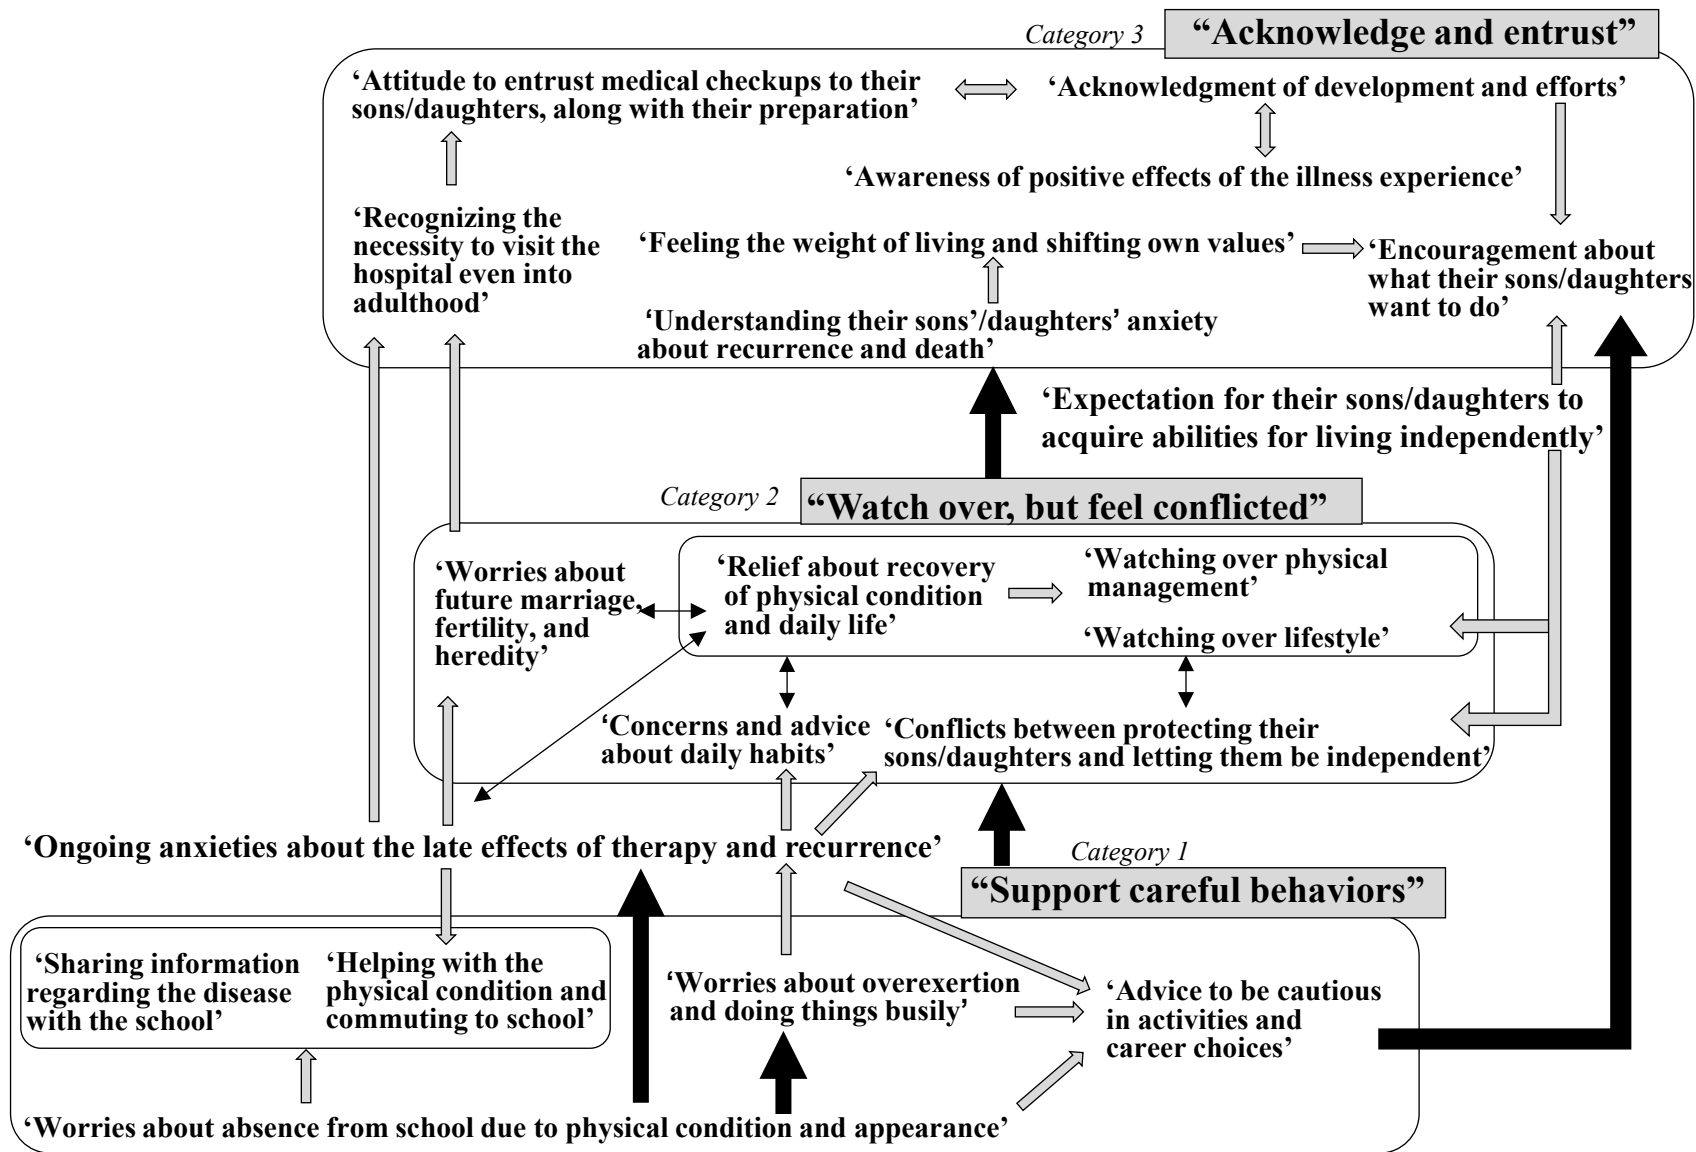 Category 3
“Acknowledge and entrust”
‘Attitude to entrust medical checkups to their
sons/daughters, along with their preparation’
‘Acknowledgment of development and efforts’
‘Awareness of positive effects of the illness experience’
‘Recognizing the
necessity to visit the
hospital even into
adulthood’
‘Feeling the weight of living and shifting own values’
‘Encouragement about
what their sons/daughters
want to do’
‘Understanding their sons’/daughters’ anxiety
about recurrence and death’
‘Expectation for their sons/daughters to
acquire abilities for living independently’
Category 2
“Watch over, but feel conflicted”
‘Worries about
future marriage,
fertility, and
heredity’
‘Relief about recovery
of physical condition
and daily life’
‘Watching over physical
management’
‘Watching over lifestyle’
‘Concerns and advice
about daily habits’
‘Conflicts between protecting their
sons/daughters and letting them be independent’
‘Ongoing anxieties about the late effects of therapy and recurrence’
Category 1
“Support careful behaviors”
‘Sharing information
regarding the disease
with the school’
‘Helping with the
physical condition and
commuting to school’
‘Worries about overexertion
and doing things busily’
‘Advice to be cautious
in activities and
career choices’
‘Worries about absence from school due to physical condition and appearance’